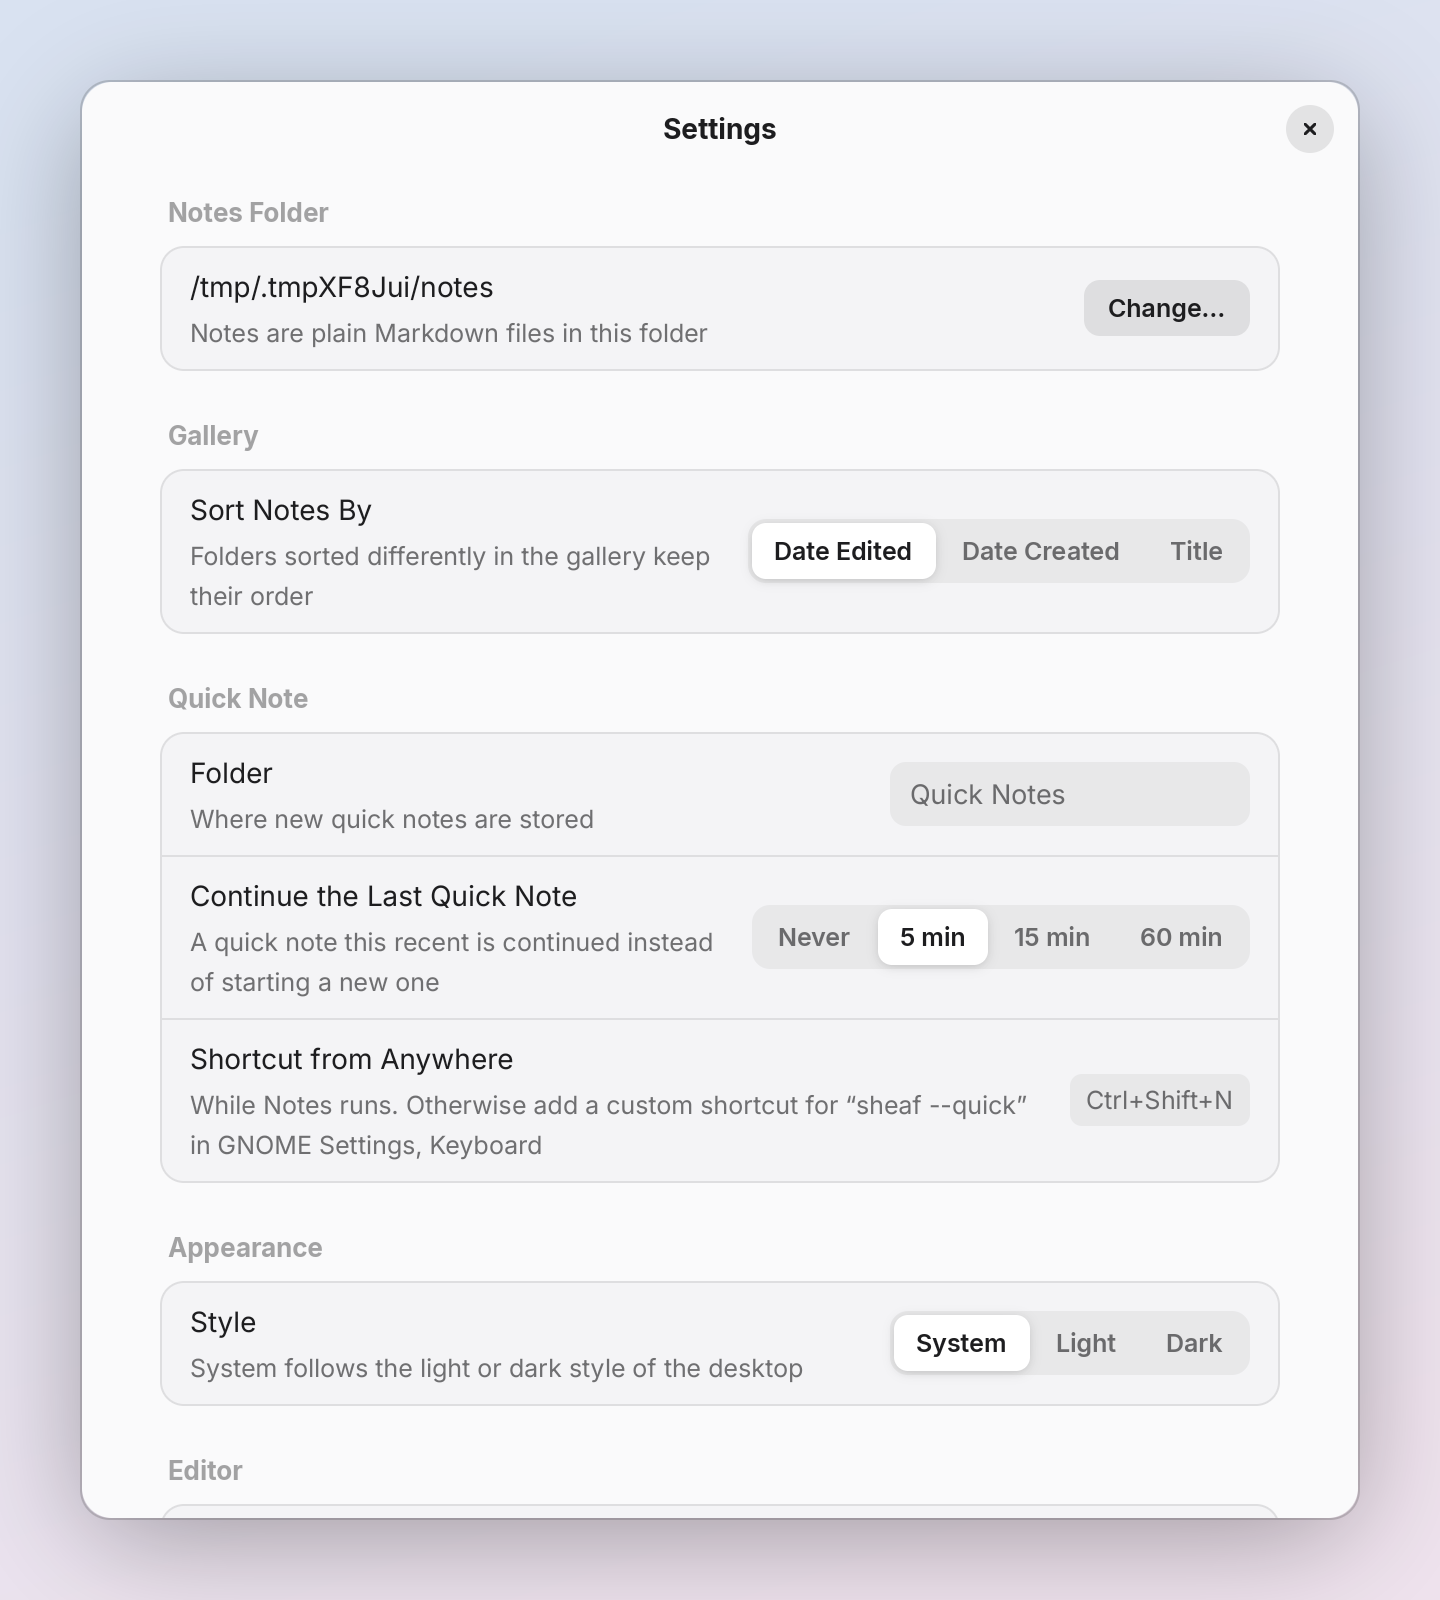 Settings
Notes Folder
/tmp/.tmpXF8Jui/notes
Notes are plain Markdown files in this folder
Change...
Gallery
Sort Notes By
Folders sorted differently in the gallery keep
their order
Date Edited
Date Created
Title
Quick Note
Folder
Where new quick notes are stored
Quick Notes
Continue the Last Quick Note
A quick note this recent is continued instead
of starting a new one
Never
5 min
15 min
60 min
Shortcut from Anywhere
While Notes runs. Otherwise add a custom shortcut for “sheaf --quick”
in GNOME Settings, Keyboard
Ctrl+Shift+N
Appearance
Style
System follows the light or dark style of the desktop
System
Light
Dark
Editor